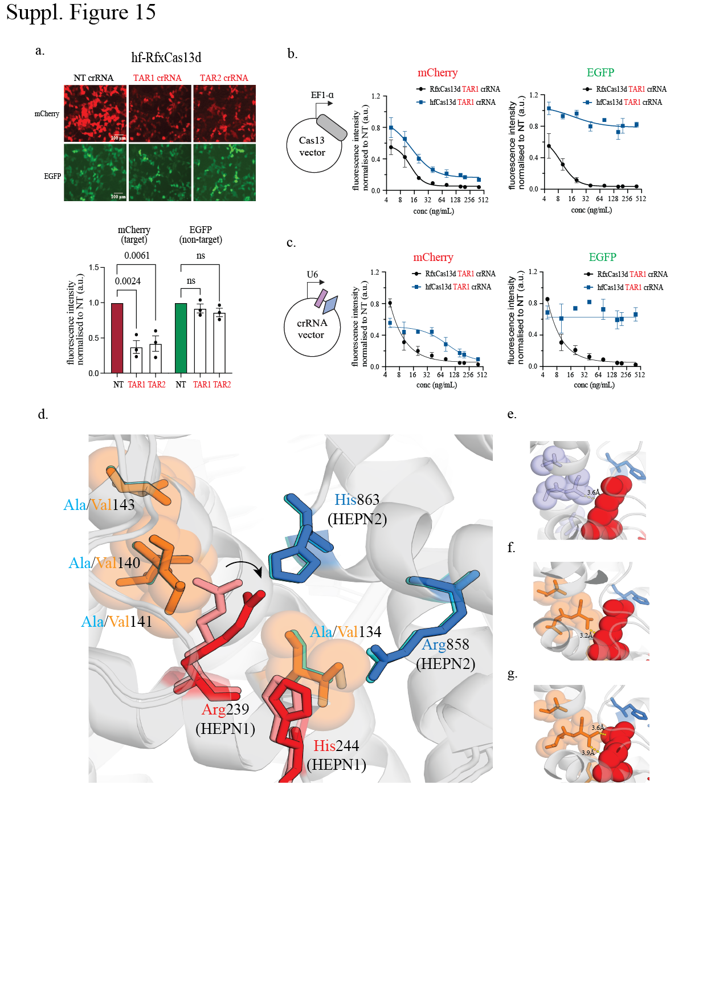 Suppl. Figure 15
a.
hf-RfxCas13d
NT crRNA TAR1 crRNA TAR2 crRNA
mCherry
100 µm
EGFP
100 µm
mCherry
(target)
EGFP
(non-target)
0.0061
ns
0.0024
ns
fluorescence intensity
normalised to NT (a.u.)
1.5
1.0
0.5
0.0
NT TAR1 TAR2 NT TAR1 TAR2
b.
EF1-α
Cas13
vector
mCherry
RfxCas13d TAR1 crRNA
hfCas13d TAR1 crRNA
fluorescence intensity
normalised to NT (a.u.)
1.2
0.8
0.4
0.0
4 8 16 32 64 128 256 512
conc (ng/mL)
EGFP
RfxCas13d TAR1 crRNA
hfCas13d TAR1 crRNA
fluorescence intensity
normalised to NT (a.u.)
1.2
0.8
0.4
0.0
4 8 16 32 64 128 256 512
conc (ng/mL)
c.
U6
crRNA
vector
mCherry
RfxCas13d TAR1 crRNA
hfCas13d TAR1 crRNA
fluorescence intensity
normalised to NT (a.u.)
1.2
0.8
0.4
0.0
4 8 16 32 64 128 256 512
conc (ng/mL)
EGFP
RfxCas13d TAR1 crRNA
hfCas13d TAR1 crRNA
fluorescence intensity
normalised to NT (a.u.)
1.2
0.8
0.4
0.0
4 8 16 32 64 128 256 512
conc (ng/mL)
d.
Ala/Val143
His863
(HEPN2)
Ala/Val140
Ala/Val141
Ala/Val134
Arg858
(HEPN2)
Arg239
(HEPN1)
His244
(HEPN1)
e.
3.6Å
f.
3.2Å
g.
3.6Å
3.9Å